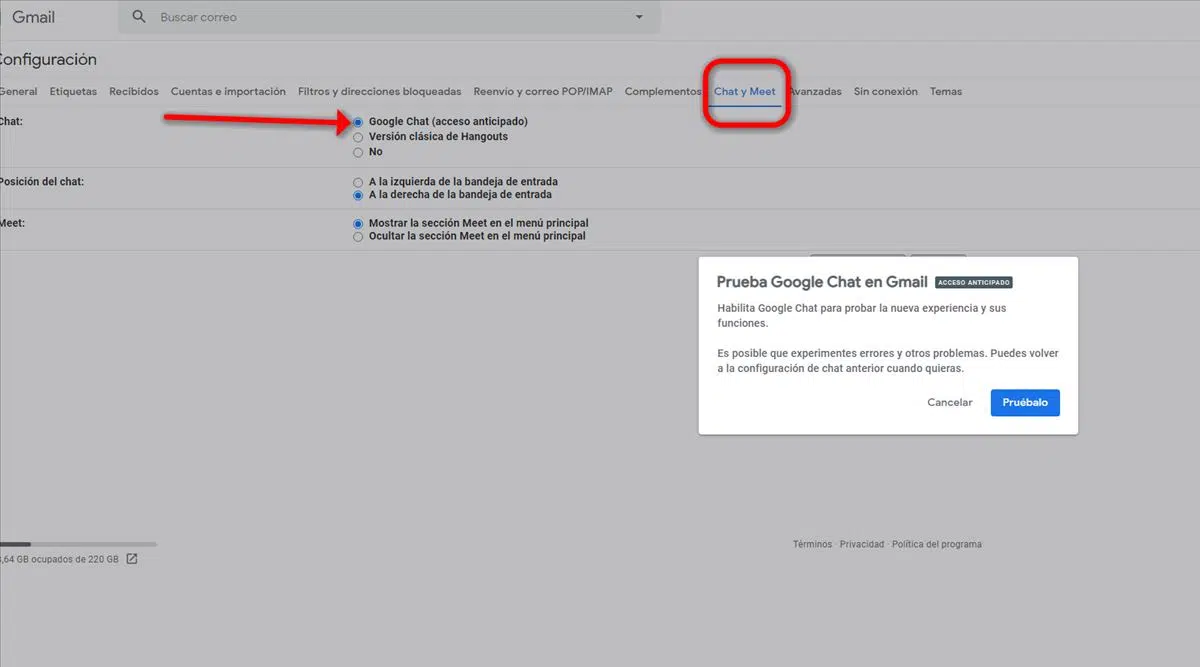 Gmail
Buscar correo
Configuración
General Etiquetas Recibidos Cuentas e importación Filtros y direcciones bloqueadas Reenvío y correo POP/IMAP Complementos Chat y Meet Avanzadas Sin conexión Temas
Chat:
Google Chat (acceso anticipado)
Versión clásica de Hangouts
No
Posición del chat:
A la izquierda de la bandeja de entrada
A la derecha de la bandeja de entrada
Meet:
Mostrar la sección Meet en el menú principal
Ocultar la sección Meet en el menú principal
Prueba Google Chat en Gmail ACCESO ANTICIPADO
Habilita Google Chat para probar la nueva experiencia y sus
funciones.
Es posible que experimentes errores y otros problemas. Puedes volver
a la configuración de chat anterior cuando quieras.
Cancelar Pruébalo
Términos · Privacidad · Política del programa
,64 GB ocupados de 220 GB